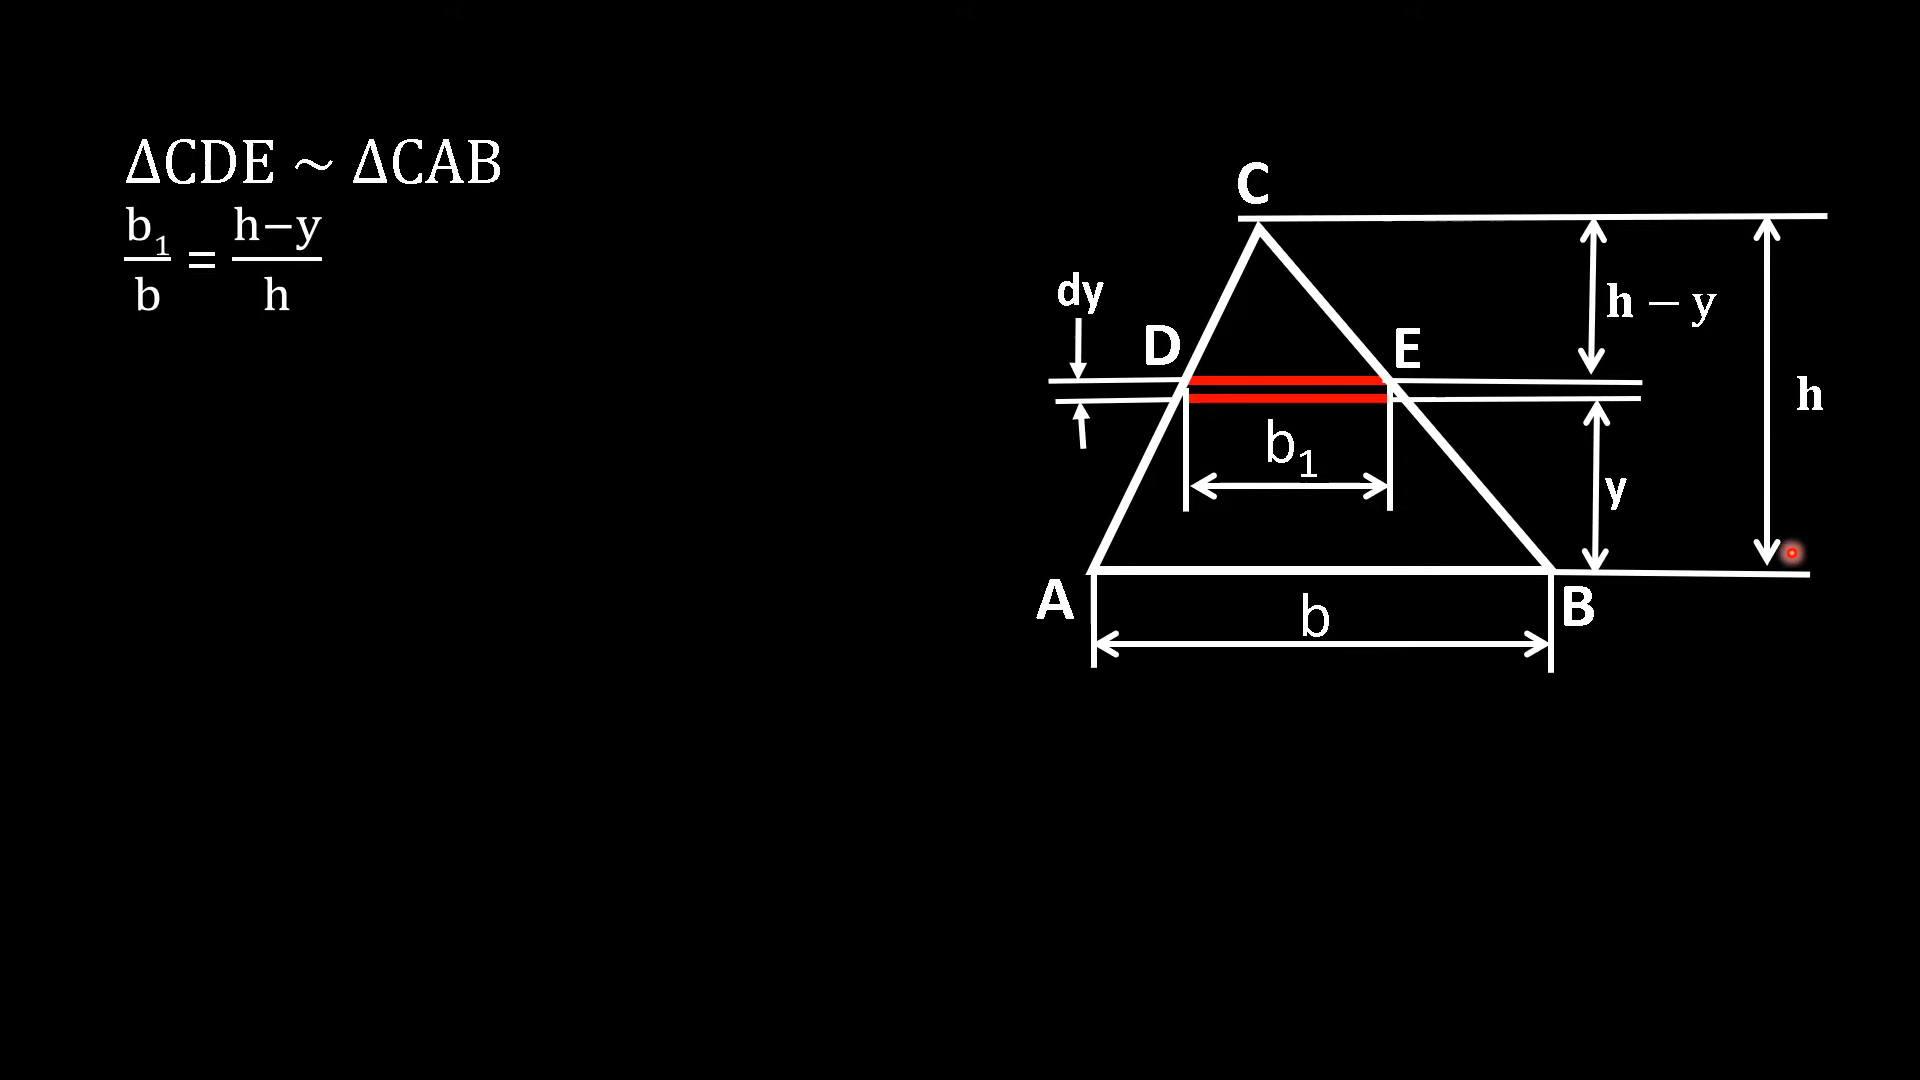 ΔCDE ~ ΔCAB
b₁/b = h−y/h
C
dy
D
E
h − y
h
b₁
y
A
b
B